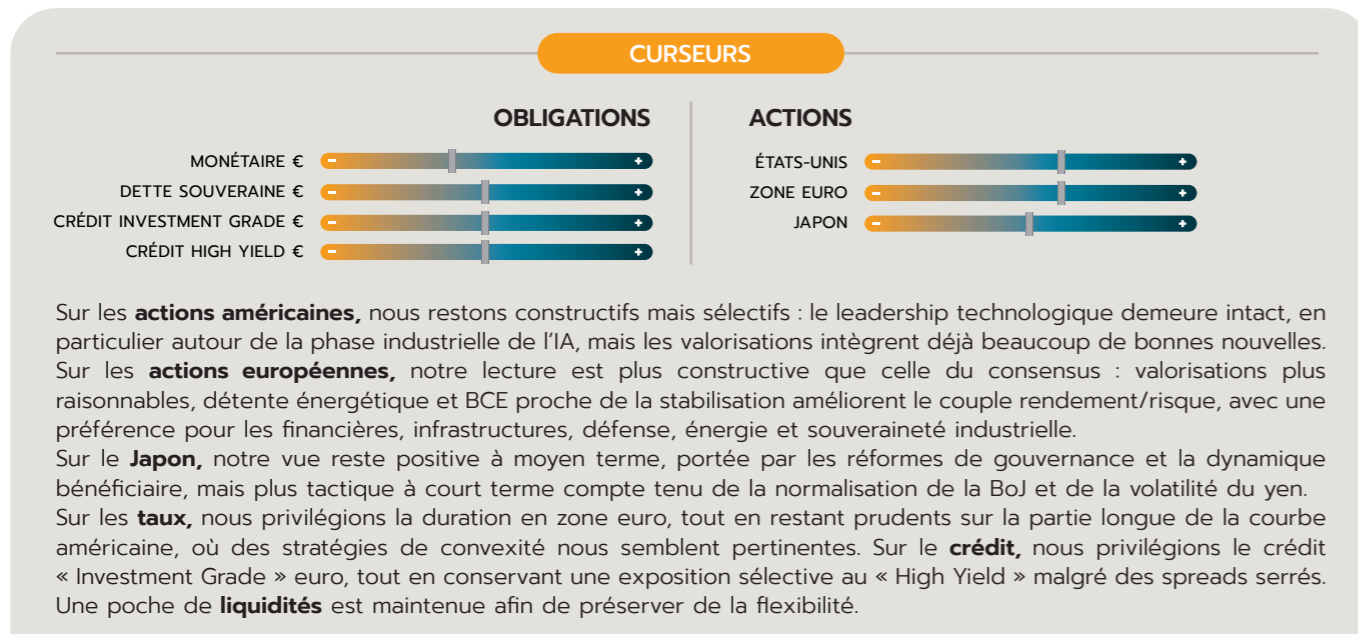 CURSEURS
OBLIGATIONS
MONÉTAIRE € - +
DETTE SOUVERAINE € - +
CRÉDIT INVESTMENT GRADE € - +
CRÉDIT HIGH YIELD € - +
ACTIONS
ÉTATS-UNIS - +
ZONE EURO - +
JAPON - +
Sur les actions américaines, nous restons constructifs mais sélectifs : le leadership technologique demeure intact, en
particulier autour de la phase industrielle de l'IA, mais les valorisations intègrent déjà beaucoup de bonnes nouvelles.
Sur les actions européennes, notre lecture est plus constructive que celle du consensus : valorisations plus
raisonnables, détente énergétique et BCE proche de la stabilisation améliorent le couple rendement/risque, avec une
préférence pour les financières, infrastructures, défense, énergie et souveraineté industrielle.
Sur le Japon, notre vue reste positive à moyen terme, portée par les réformes de gouvernance et la dynamique
bénéficiaire, mais plus tactique à court terme compte tenu de la normalisation de la BoJ et de la volatilité du yen.
Sur les taux, nous privilégions la duration en zone euro, tout en restant prudents sur la partie longue de la courbe
américaine, où des stratégies de convexité nous semblent pertinentes. Sur le crédit, nous privilégions le crédit
« Investment Grade » euro, tout en conservant une exposition sélective au « High Yield » malgré des spreads serrés.
Une poche de liquidités est maintenue afin de préserver de la flexibilité.